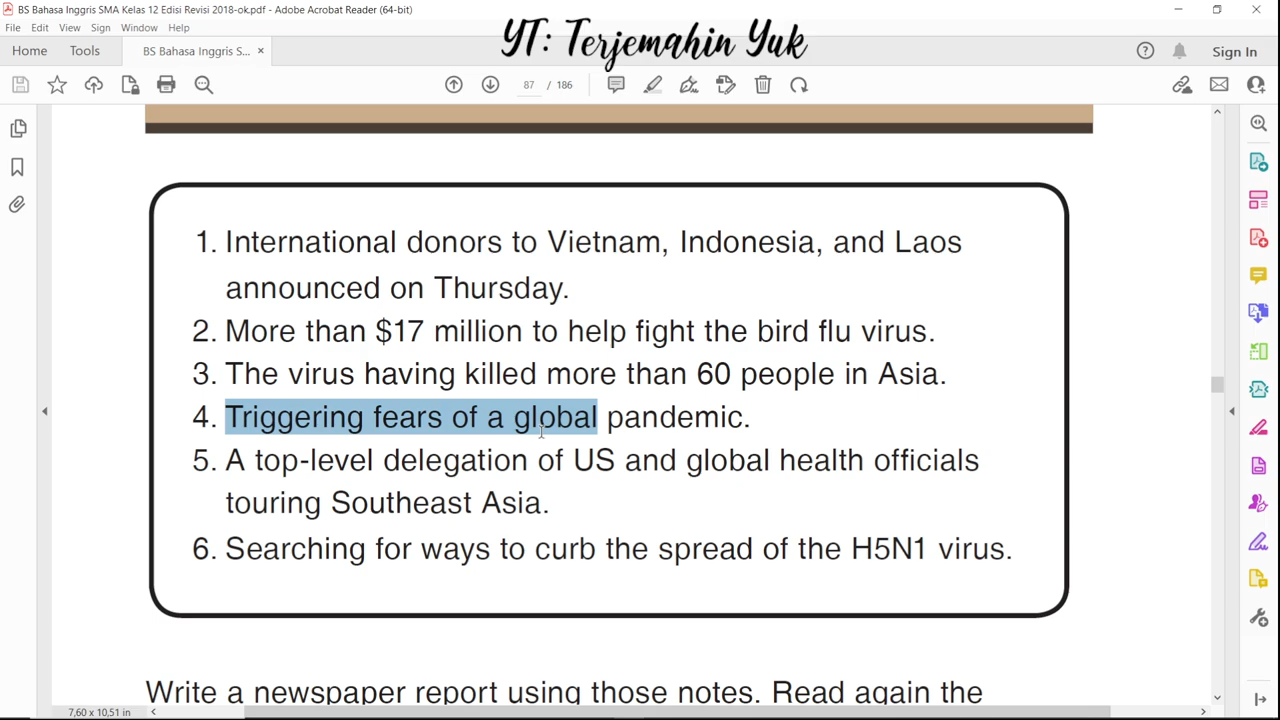 BS Bahasa Inggris SMA Kelas 12 Edisi Revisi 2018-ok.pdf - Adobe Acrobat Reader (64-bit)
YT: Terjemahin Yuk
File Edit View Sign Window Help
Home Tools BS Bahasa Inggris S... × Sign In
87 / 186
1. International donors to Vietnam, Indonesia, and Laos
announced on Thursday.
2. More than $17 million to help fight the bird flu virus.
3. The virus having killed more than 60 people in Asia.
4. Triggering fears of a global pandemic.
5. A top-level delegation of US and global health officials
touring Southeast Asia.
6. Searching for ways to curb the spread of the H5N1 virus.
Write a newspaper report using those notes. Read again the
7,60 x 10,51 in